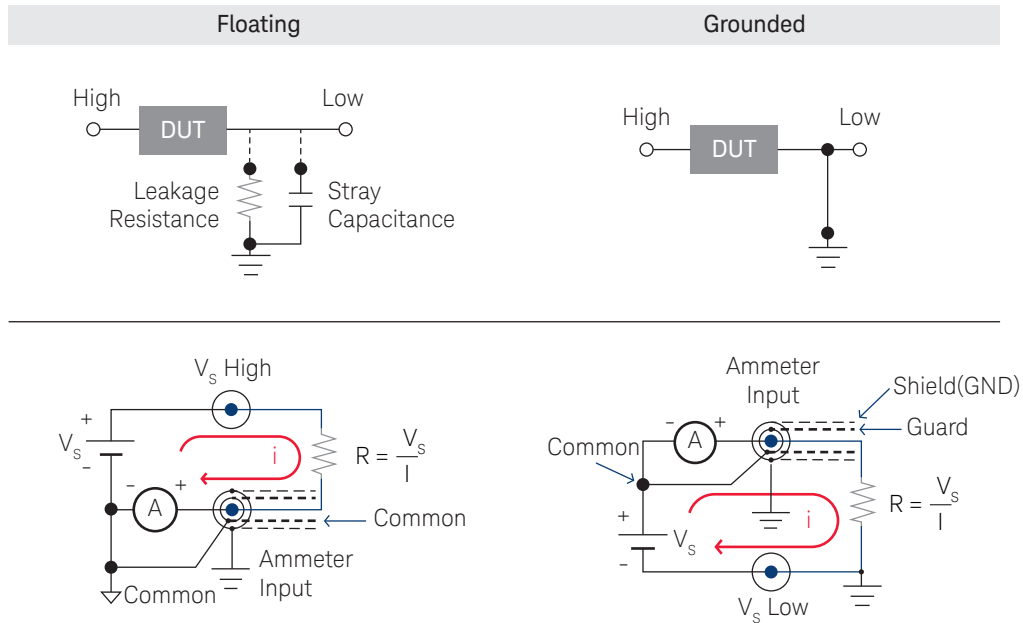 Floating
Grounded
High
Low
DUT
Leakage
Resistance
Stray
Capacitance
High
Low
DUT
Vs High
+
Vs
-
i
R = Vs
I
-
+
A
Common
Ammeter
Input
Common
Ammeter
Input
Shield(GND)
Guard
-
+
A
Common
+
Vs
-
i
R = Vs
I
Vs Low